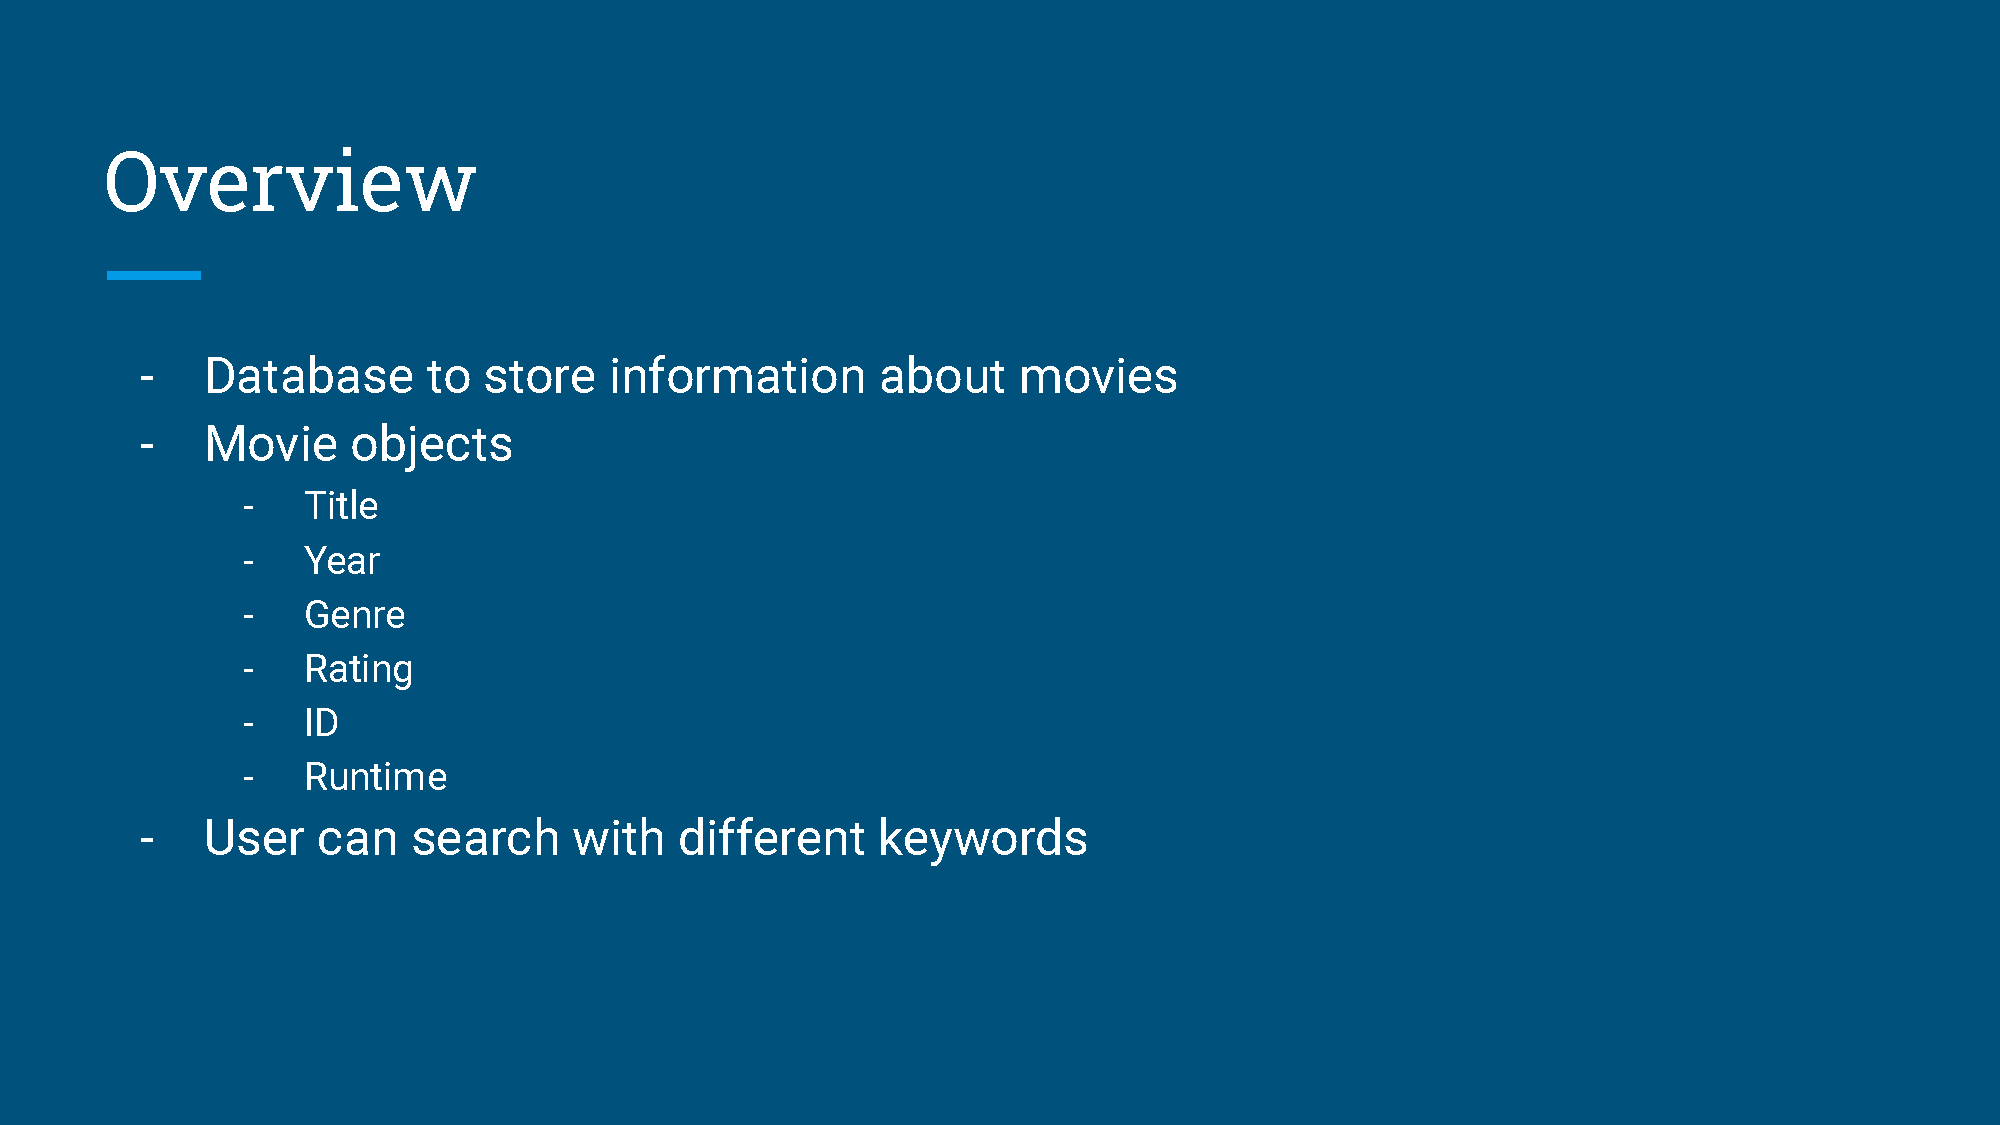 Overview
- Database to store information about movies
- Movie objects
- Title
- Year
- Genre
- Rating
- ID
- Runtime
- User can search with different keywords